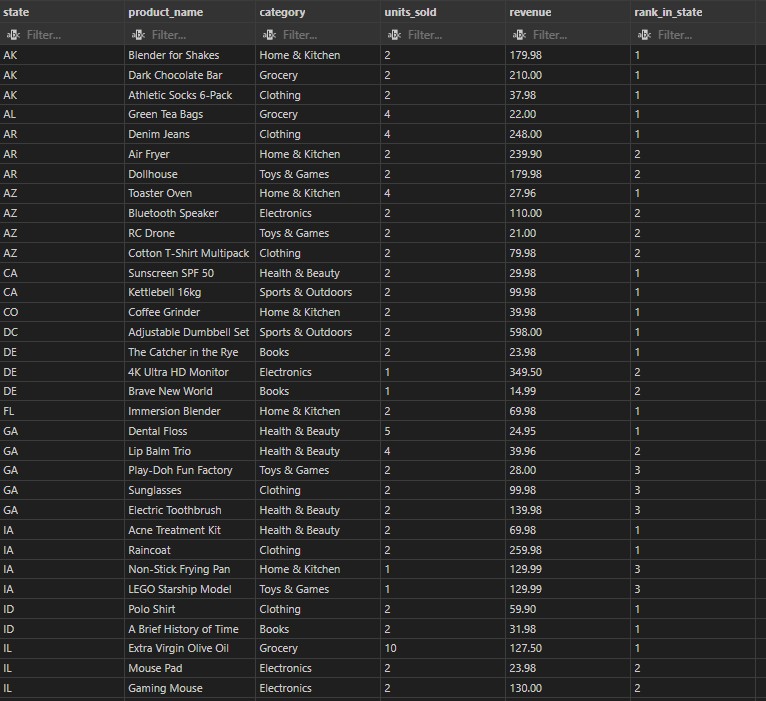 state product_name category units_sold revenue rank_in_state
Filter... Filter... Filter... Filter... Filter... Filter...
AK Blender for Shakes Home & Kitchen 2 179.98 1
AK Dark Chocolate Bar Grocery 2 210.00 1
AK Athletic Socks 6-Pack Clothing 2 37.98 1
AL Green Tea Bags Grocery 4 22.00 1
AR Denim Jeans Clothing 4 248.00 1
AR Air Fryer Home & Kitchen 2 239.90 2
AR Dollhouse Toys & Games 2 179.98 2
AZ Toaster Oven Home & Kitchen 4 27.96 1
AZ Bluetooth Speaker Electronics 2 110.00 2
AZ RC Drone Toys & Games 2 21.00 2
AZ Cotton T-Shirt Multipack Clothing 2 79.98 2
CA Sunscreen SPF 50 Health & Beauty 2 29.98 1
CA Kettlebell 16kg Sports & Outdoors 2 99.98 1
CO Coffee Grinder Home & Kitchen 2 39.98 1
DC Adjustable Dumbbell Set Sports & Outdoors 2 598.00 1
DE The Catcher in the Rye Books 2 23.98 1
DE 4K Ultra HD Monitor Electronics 1 349.50 2
DE Brave New World Books 1 14.99 2
FL Immersion Blender Home & Kitchen 2 69.98 1
GA Dental Floss Health & Beauty 5 24.95 1
GA Lip Balm Trio Health & Beauty 4 39.96 2
GA Play-Doh Fun Factory Toys & Games 2 28.00 3
GA Sunglasses Clothing 2 99.98 3
GA Electric Toothbrush Health & Beauty 2 139.98 3
IA Acne Treatment Kit Health & Beauty 2 69.98 1
IA Raincoat Clothing 2 259.98 1
IA Non-Stick Frying Pan Home & Kitchen 1 129.99 3
IA LEGO Starship Model Toys & Games 1 129.99 3
ID Polo Shirt Clothing 2 59.90 1
ID A Brief History of Time Books 2 31.98 1
IL Extra Virgin Olive Oil Grocery 10 127.50 1
IL Mouse Pad Electronics 2 23.98 2
IL Gaming Mouse Electronics 2 130.00 2